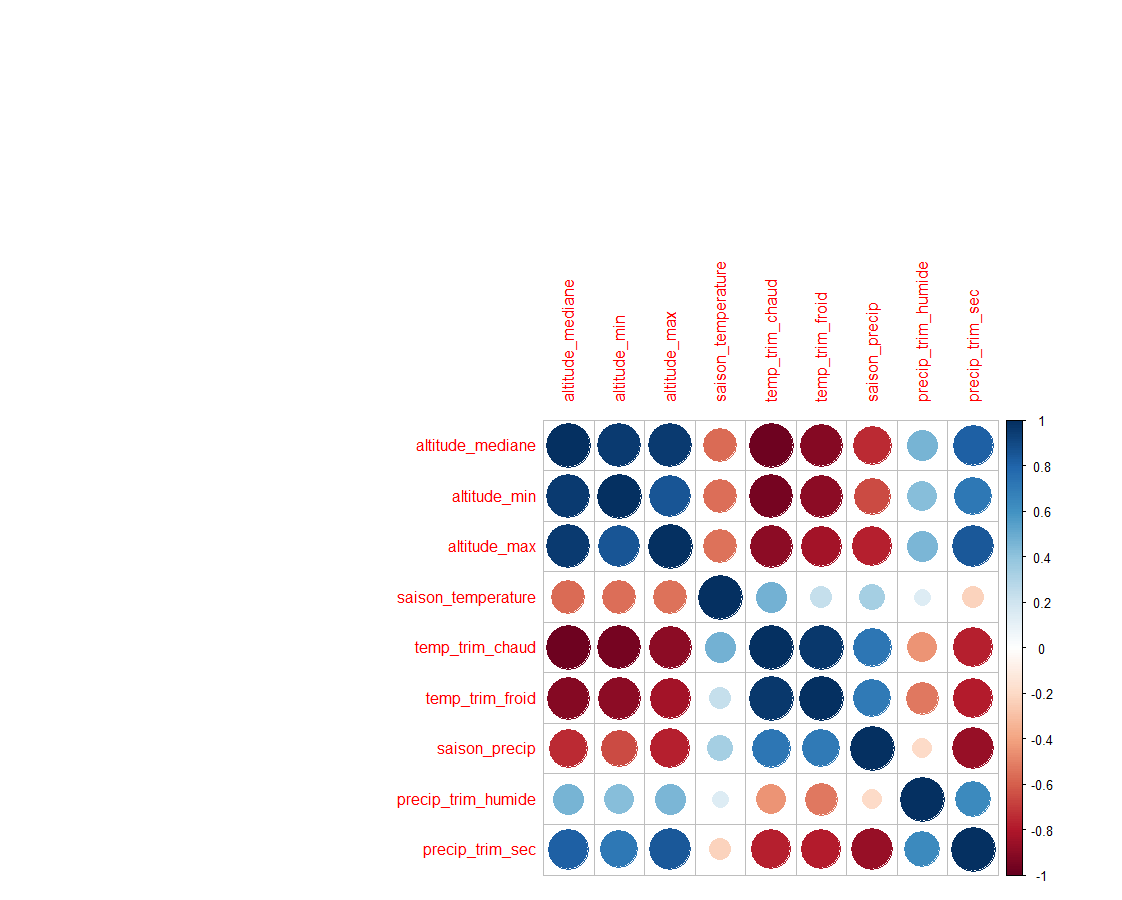 altitude_mediane
altitude_min
altitude_max
saison_temperature
temp_trim_chaud
temp_trim_froid
saison_precip
precip_trim_humide
precip_trim_sec
altitude_mediane
altitude_min
altitude_max
saison_temperature
temp_trim_chaud
temp_trim_froid
saison_precip
precip_trim_humide
precip_trim_sec
1
0.8
0.6
0.4
0.2
0
-0.2
-0.4
-0.6
-0.8
-1